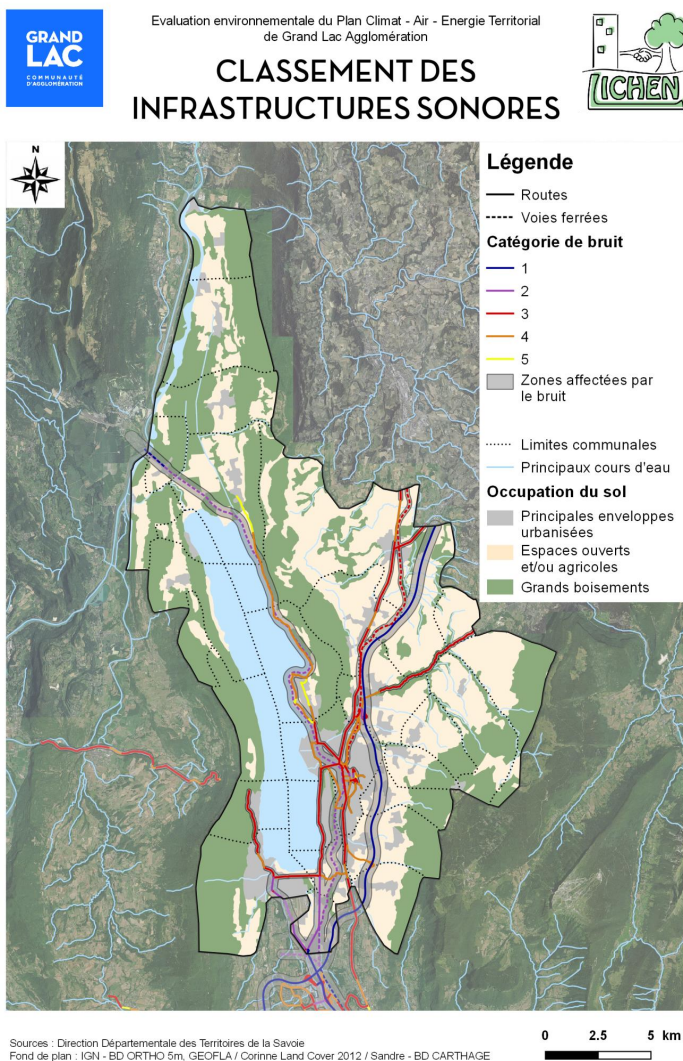 GRAND
LAC
COMMUNAUTÉ
D'AGGLOMÉRATION
Evaluation environnementale du Plan Climat - Air - Energie Territorial
de Grand Lac Agglomération
CLASSEMENT DES
INFRASTRUCTURES SONORES
LICHEN
N
Légende
Routes
Voies ferrées
Catégorie de bruit
1
2
3
4
5
Zones affectées par
le bruit
Limites communales
Principaux cours d'eau
Occupation du sol
Principales enveloppes
urbanisées
Espaces ouverts
et/ou agricoles
Grands boisements
Sources : Direction Départementale des Territoires de la Savoie
Fond de plan : IGN - BD ORTHO 5m, GEOFLA / Corinne Land Cover 2012 / Sandre - BD CARTHAGE
0 2.5 5 km